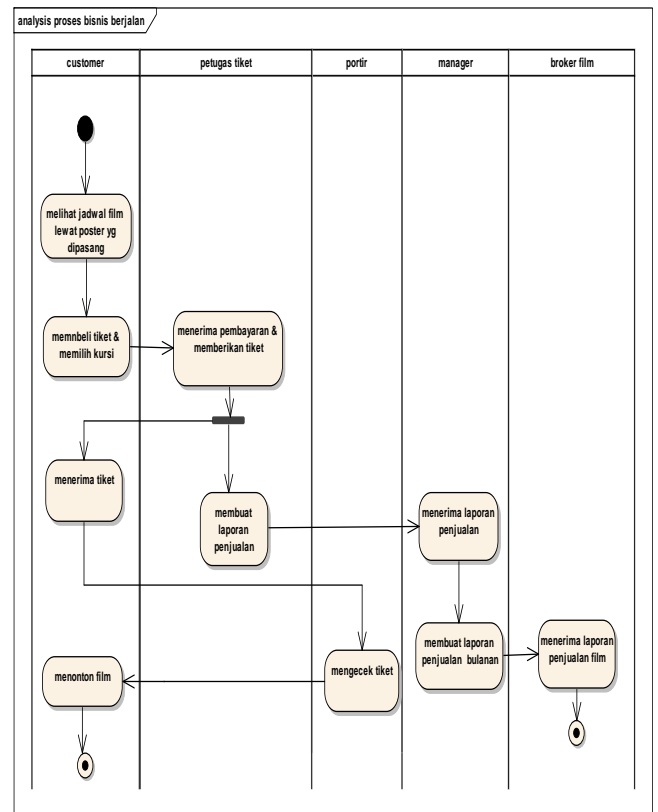 analysis proses bisnis berjalan
customer
petugas tiket
portir
manager
broker film
melihat jadwal film
lewat poster yg
dipasang
memnbeli tiket &
memilih kursi
menerima pembayaran &
memberikan tiket
menerima tiket
membuat
laporan
penjualan
menerima laporan
penjualan
menonton film
mengecek tiket
membuat laporan
penjualan bulanan
menerima laporan
penjualan film